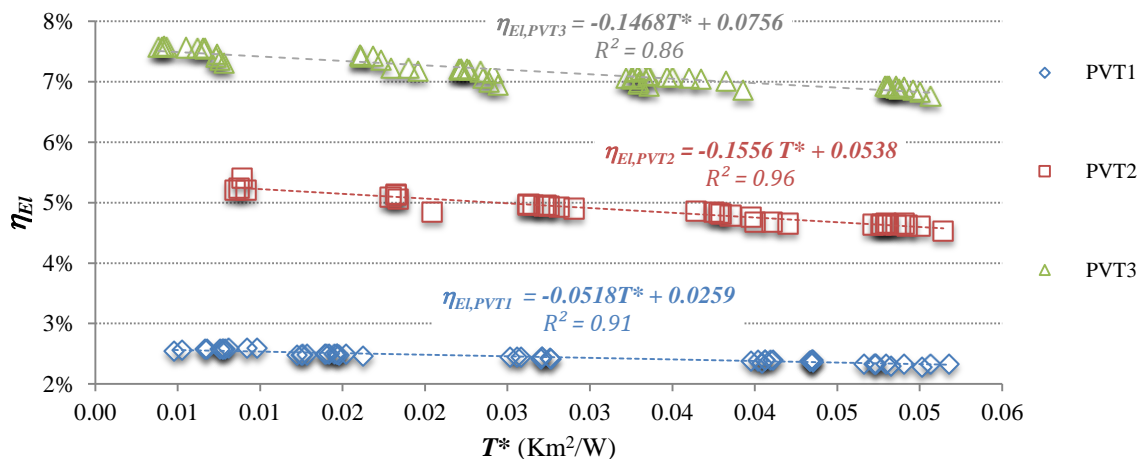 8%
7%
6%
5%
4%
3%
2%
ηEl
ηEl,PVT3 = -0.1468T* + 0.0756
R² = 0.86
ηEl,PVT2 = -0.1556 T* + 0.0538
R² = 0.96
ηEl,PVT1 = -0.0518T* + 0.0259
R² = 0.91
PVT1
PVT2
PVT3
0.00 0.01 0.01 0.02 0.02 0.03 0.03 0.04 0.04 0.05 0.05 0.06
T* (Km²/W)